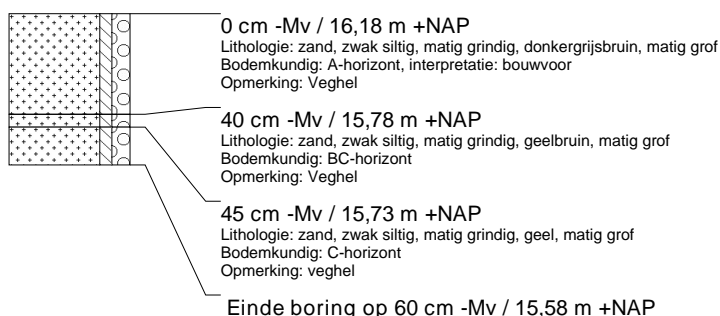 0 cm -Mv / 16,18 m +NAP
Lithologie: zand, zwak siltig, matig grindig, donkergrijsbruin, matig grof
Bodemkundig: A-horizont, interpretatie: bouwvoor
Opmerking: Veghel
40 cm -Mv / 15,78 m +NAP
Lithologie: zand, zwak siltig, matig grindig, geelbruin, matig grof
Bodemkundig: BC-horizont
Opmerking: Veghel
45 cm -Mv / 15,73 m +NAP
Lithologie: zand, zwak siltig, matig grindig, geel, matig grof
Bodemkundig: C-horizont
Opmerking: veghel
Einde boring op 60 cm -Mv / 15,58 m +NAP